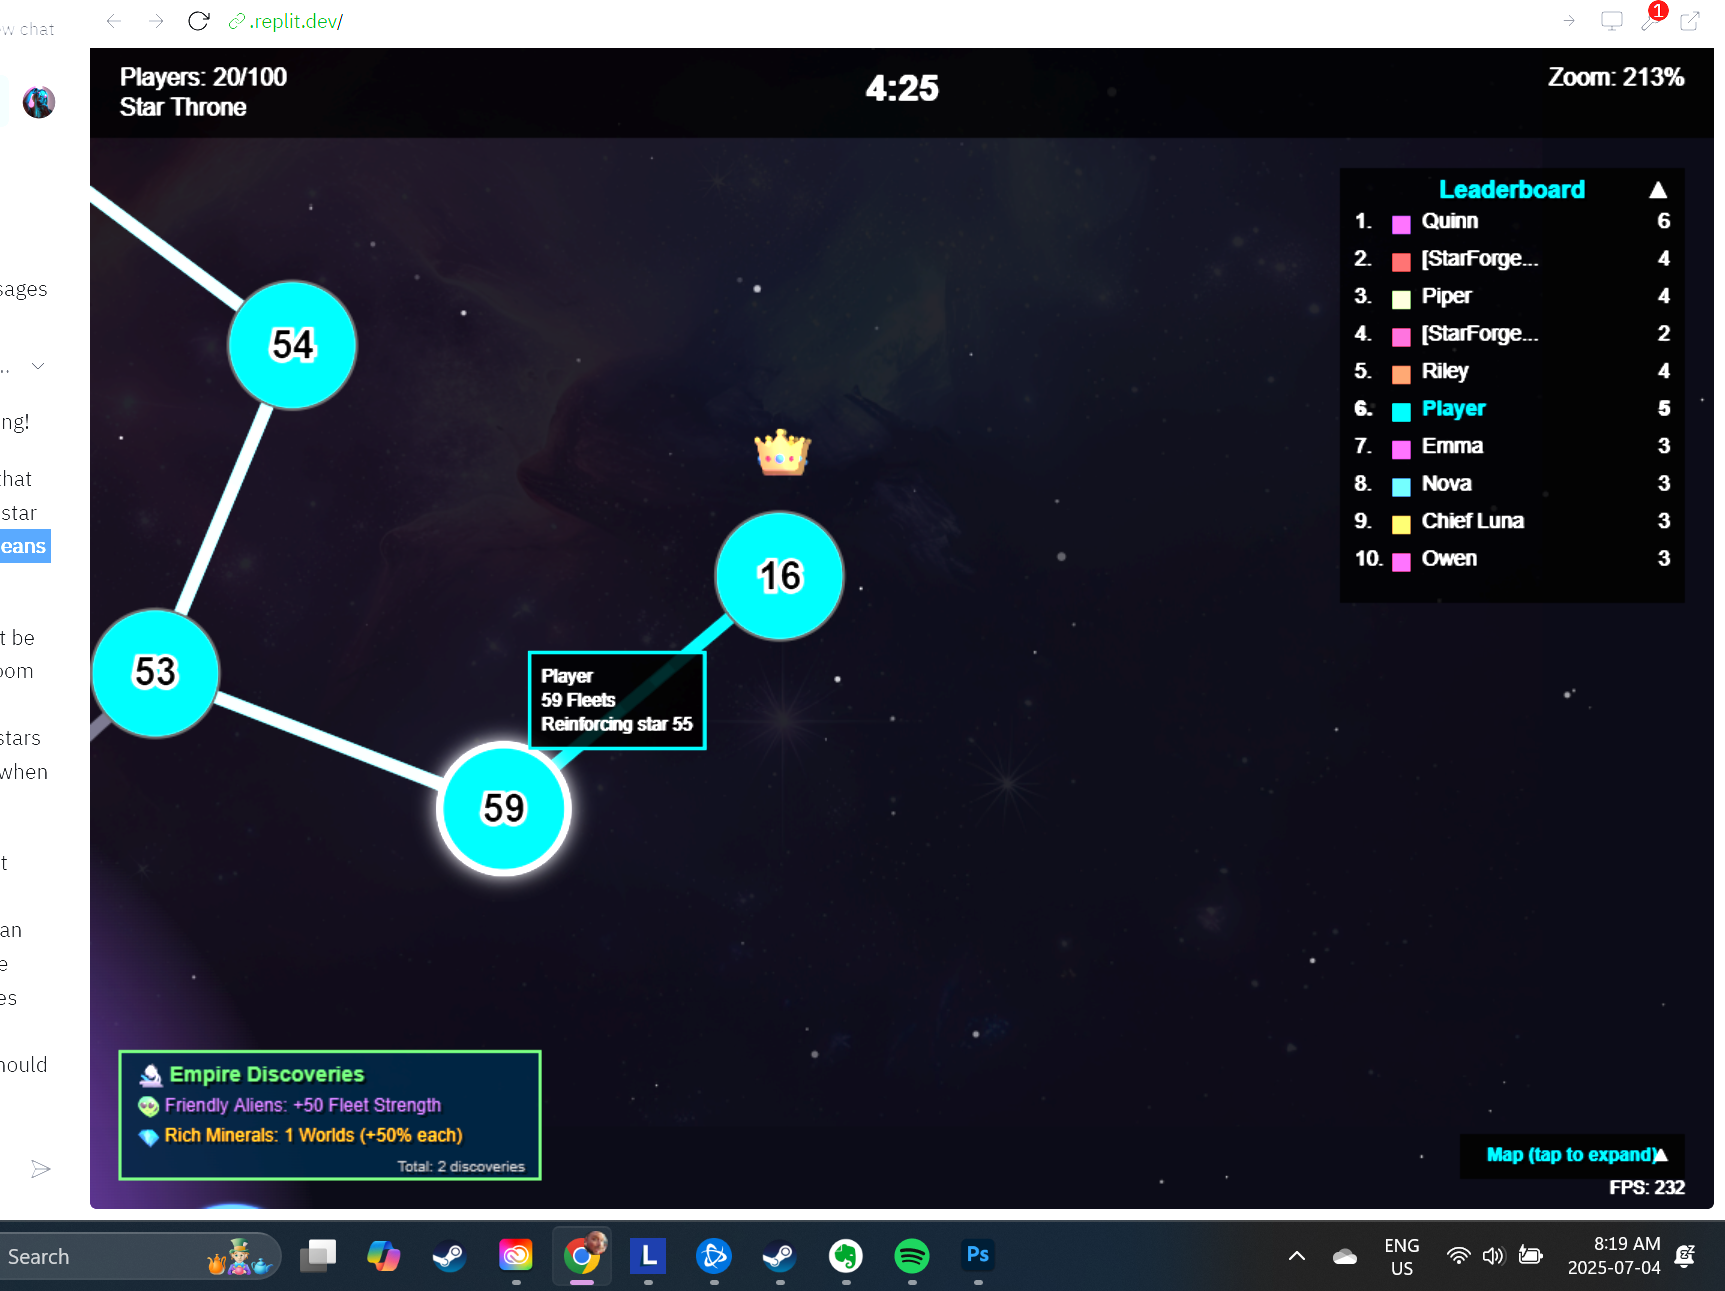 w chat
.replit.dev/
1
Players: 20/100
Star Throne
4:25
Zoom: 213%
Leaderboard ▲
1. Quinn 6
2. [StarForge... 4
3. Piper 4
4. [StarForge... 2
5. Riley 4
6. Player 5
7. Emma 3
8. Nova 3
9. Chief Luna 3
10. Owen 3
sages
..
ng!
hat
star
eans
t be
oom
stars
when
t
an
e
es
hould
54
16
53
Player
59 Fleets
Reinforcing star 55
59
Empire Discoveries
Friendly Aliens: +50 Fleet Strength
Rich Minerals: 1 Worlds (+50% each)
Total: 2 discoveries
Map (tap to expand)▲
FPS: 232
Search
L
Ps
ENG
US
8:19 AM
2025-07-04